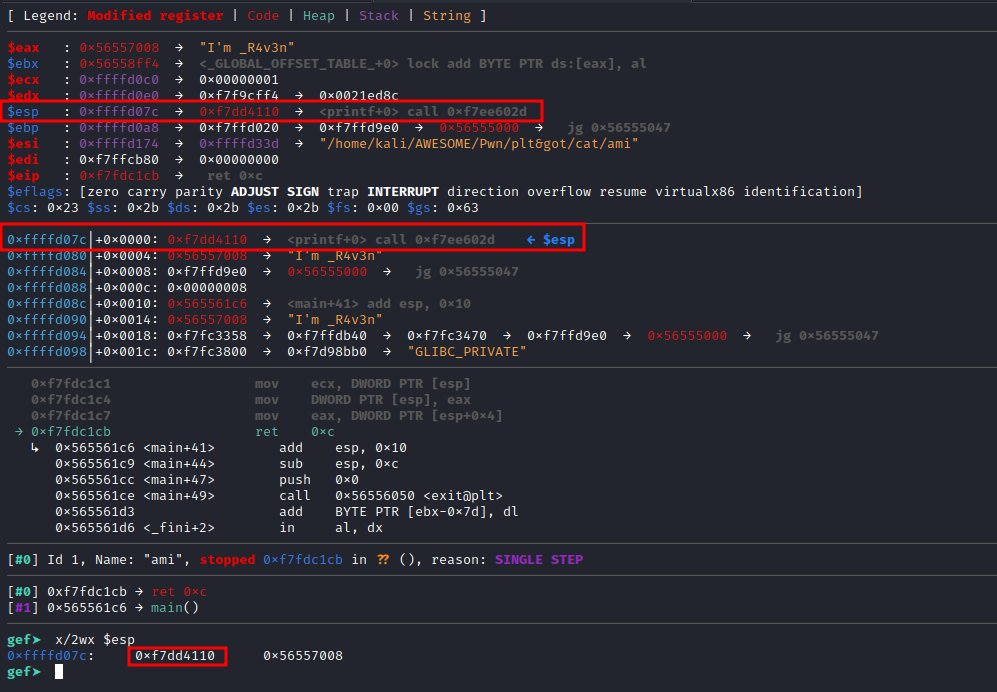 [ Legend: Modified register | Code | Heap | Stack | String ]
$eax   : 0×56557008  →  "I'm _R4v3n"
$ebx   : 0×56558ff4  →  <_GLOBAL_OFFSET_TABLE_+0> lock add BYTE PTR ds:[eax], al
$ecx   : 0×ffffd0c0  →  0×00000001
$edx   : 0×ffffd0e0  →  0×f7f9cff4  →  0×0021ed8c
$esp   : 0×ffffd07c  →  0×f7dd4110  →  <printf+0> call 0×f7ee602d
$ebp   : 0×ffffd0a8  →  0×f7ffd020  →  0×f7ffd9e0  →  0×56555000  →   jg 0×56555047
$esi   : 0×ffffd174  →  0×ffffd33d  →  "/home/kali/AWESOME/Pwn/plt&got/cat/ami"
$edi   : 0×f7ffcb80  →  0×00000000
$eip   : 0×f7fdc1cb  →   ret 0×c
$eflags: [zero carry parity ADJUST SIGN trap INTERRUPT direction overflow resume virtualx86 identification]
$cs: 0×23 $ss: 0×2b $ds: 0×2b $es: 0×2b $fs: 0×00 $gs: 0×63
0×ffffd07c│+0×0000: 0×f7dd4110  →  <printf+0> call 0×f7ee602d    ← $esp
0×ffffd080│+0×0004: 0×56557008  →  "I'm _R4v3n"
0×ffffd084│+0×0008: 0×f7ffd9e0  →  0×56555000  →   jg 0×56555047
0×ffffd088│+0×000c: 0×00000008
0×ffffd08c│+0×0010: 0×565561c6  →  <main+41> add esp, 0×10
0×ffffd090│+0×0014: 0×56557008  →  "I'm _R4v3n"
0×ffffd094│+0×0018: 0×f7fc3358  →  0×f7ffdb40  →  0×f7fc3470  →  0×f7ffd9e0  →  0×56555000  →   jg 0×56555047
0×ffffd098│+0×001c: 0×f7fc3800  →  0×f7d98bb0  →  "GLIBC_PRIVATE"
0×f7fdc1c1                  mov    ecx, DWORD PTR [esp]
0×f7fdc1c4                  mov    DWORD PTR [esp], eax
0×f7fdc1c7                  mov    eax, DWORD PTR [esp+0×4]
→ 0×f7fdc1cb                  ret    0×c
↳  0×565561c6 <main+41>        add    esp, 0×10
0×565561c9 <main+44>        sub    esp, 0×c
0×565561cc <main+47>        push   0×0
0×565561ce <main+49>        call   0×56556050 <exit@plt>
0×565561d3                  add    BYTE PTR [ebx-0×7d], dl
0×565561d6 <_fini+2>        in     al, dx
[#0] Id 1, Name: "ami", stopped 0×f7fdc1cb in ?? (), reason: SINGLE STEP
[#0] 0xf7fdc1cb → ret 0×c
[#1] 0×565561c6 → main()
gef➤  x/2wx $esp
0×ffffd07c:     0×f7dd4110      0×56557008
gef➤